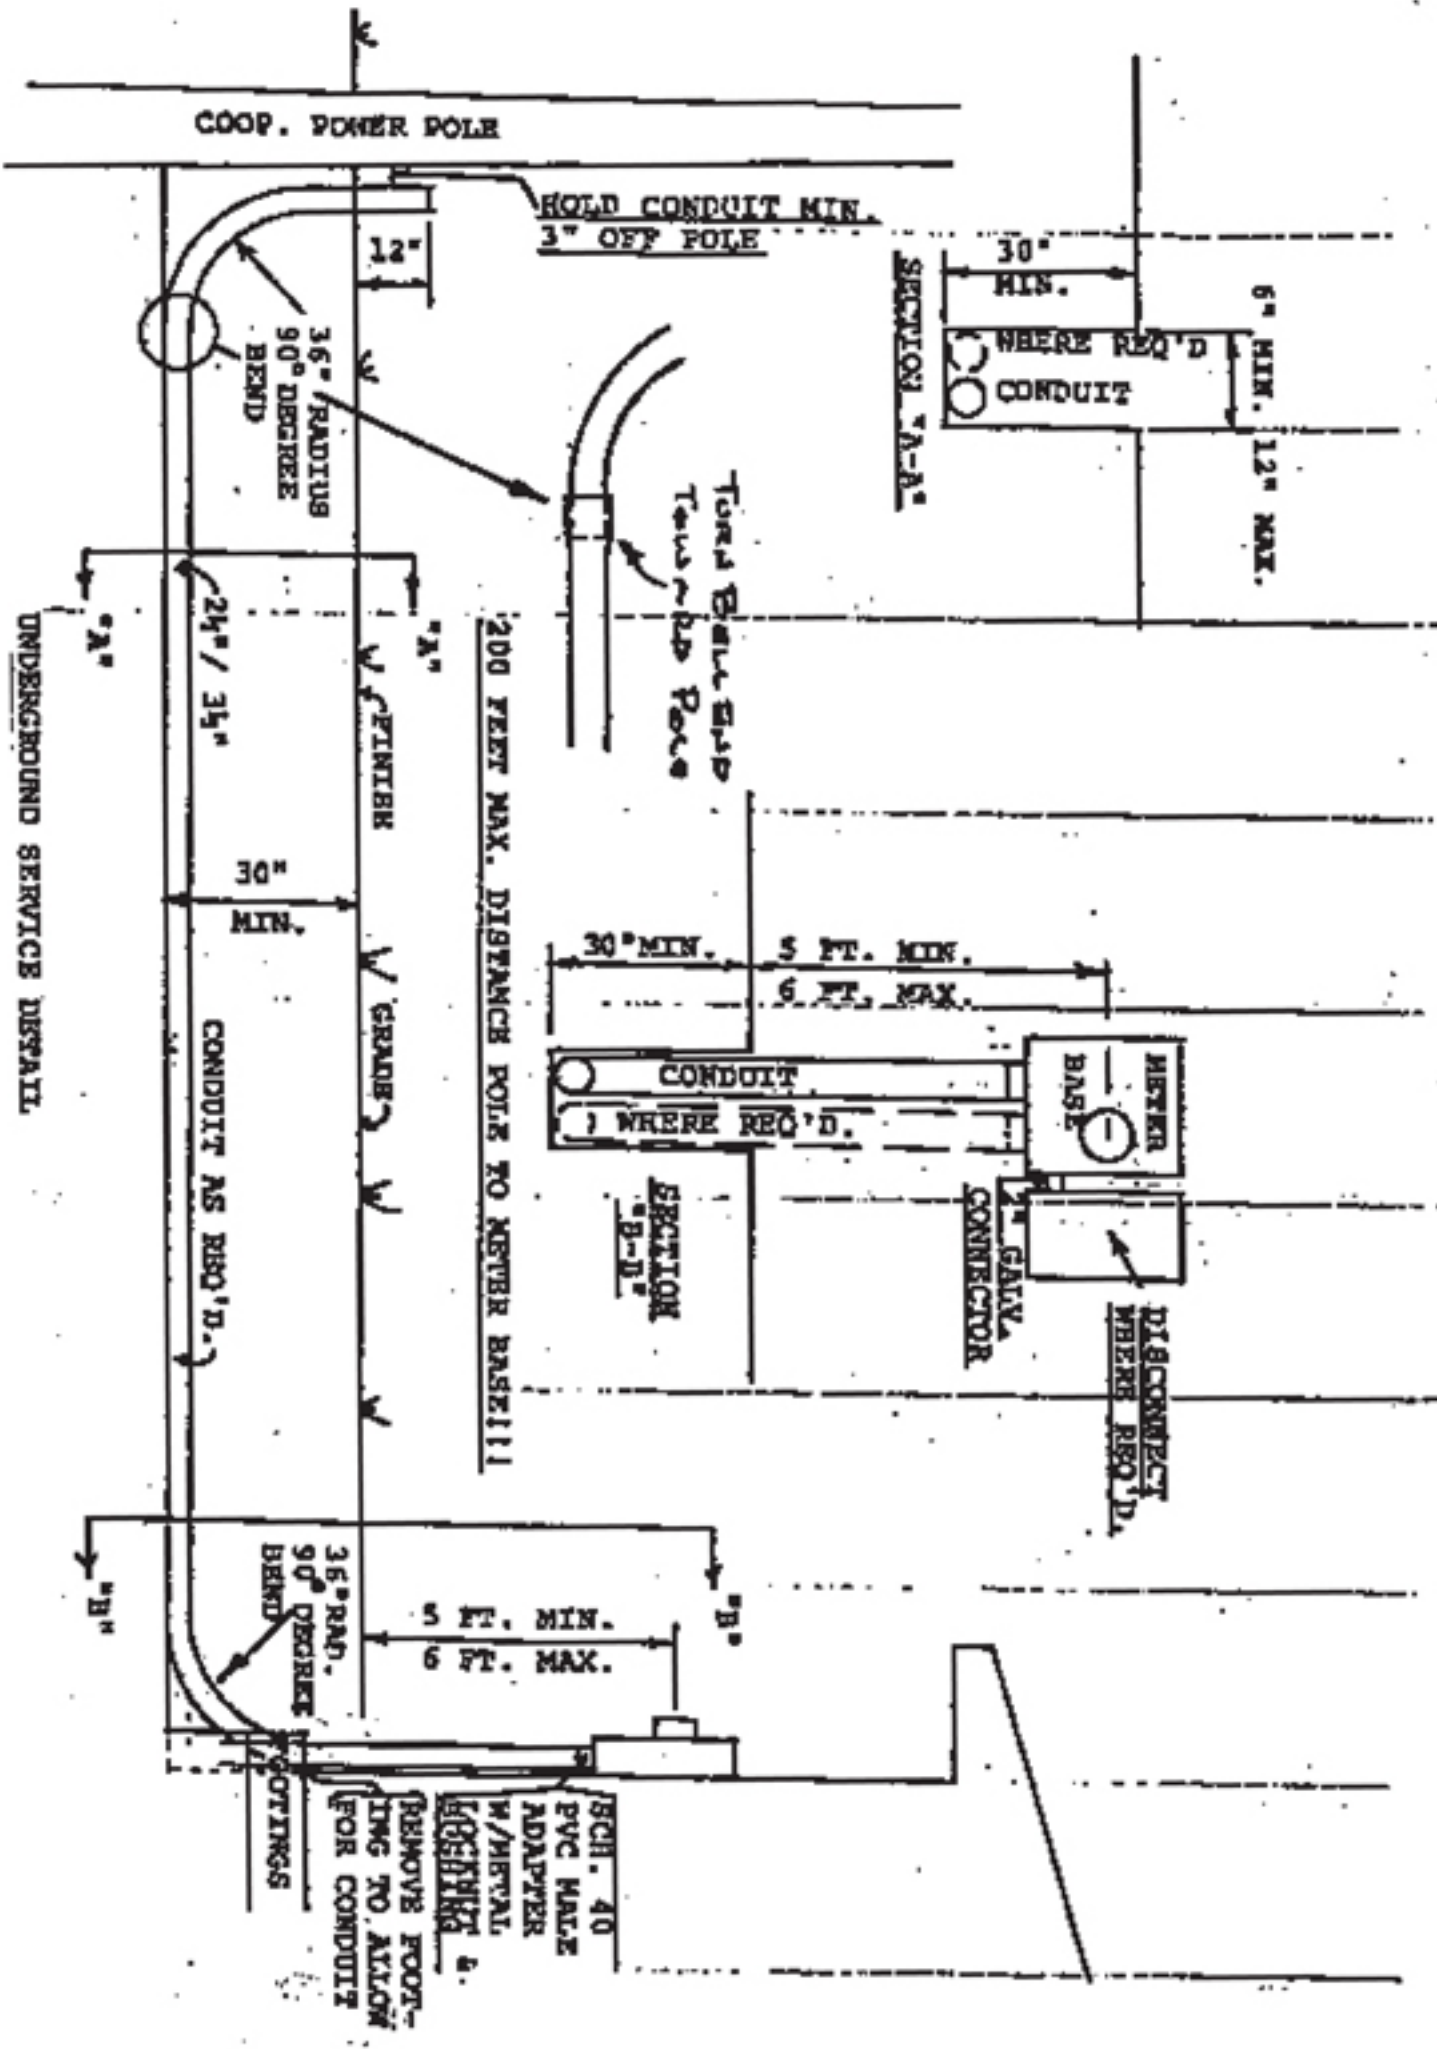 COOP. POWER POLE
HOLD CONDUIT MIN.
3" OFF POLE
12"
36" RADIUS
90° DEGREE
BEND
SECTION "A-A"
30"
MIN.
WHERE REQ'D
CONDUIT
6" MIN. 12" MAX.
TURN BELL END
TOWARD POLE
"A"
"A"
2½" / 3½"
FINISH
GRADE
30"
MIN.
CONDUIT AS REQ'D.
200 FEET MAX. DISTANCE POLE TO METER BASE!!!!
30" MIN.
5 FT. MIN.
6 FT. MAX.
CONDUIT
WHERE REQ'D.
METER
BASE
SECTION
"B-B"
2" GALV.
CONNECTOR
DISCONNECT
WHERE REQ'D.
"B"
"B"
36" RAD.
90° DEGREE
BEND
5 FT. MIN.
6 FT. MAX.
FOOTINGS
SCH. 40
PVC MALE
ADAPTER
W/METAL
LOCKNUT &
BUSHING
REMOVE FOOT-
ING TO ALLOW
FOR CONDUIT
UNDERGROUND SERVICE DETAIL